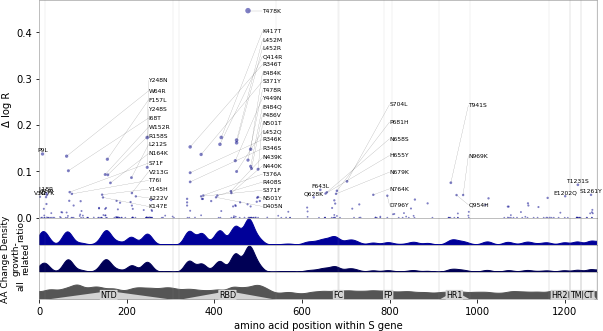 Δ log R
0.4
0.3
0.2
0.1
0.0
T478K
K417T
L452M
L452R
Q414R
R346T
E484K
S371Y
T478R
Y449N
E484Q
F486V
N501T
L452Q
R346K
R346S
N439K
N440K
T376A
R408S
S371F
N501Y
D405N
Y248N
W64R
F157L
Y248S
I68T
W152R
R158S
L212S
N164K
S71F
V213G
T76I
Y145H
A222V
K147E
P9L
S704L
P681H
N658S
H655Y
N679K
N764K
D796Y
T941S
N969K
Q954H
F643L
Q628K
T1231S
E1202Q
S1261Y
AA Change Density
ratio
growth related
all
NTD
RBD
FC
FP
HR1
HR2
TM
CT
0
200
400
600
800
1000
1200
amino acid position within S gene